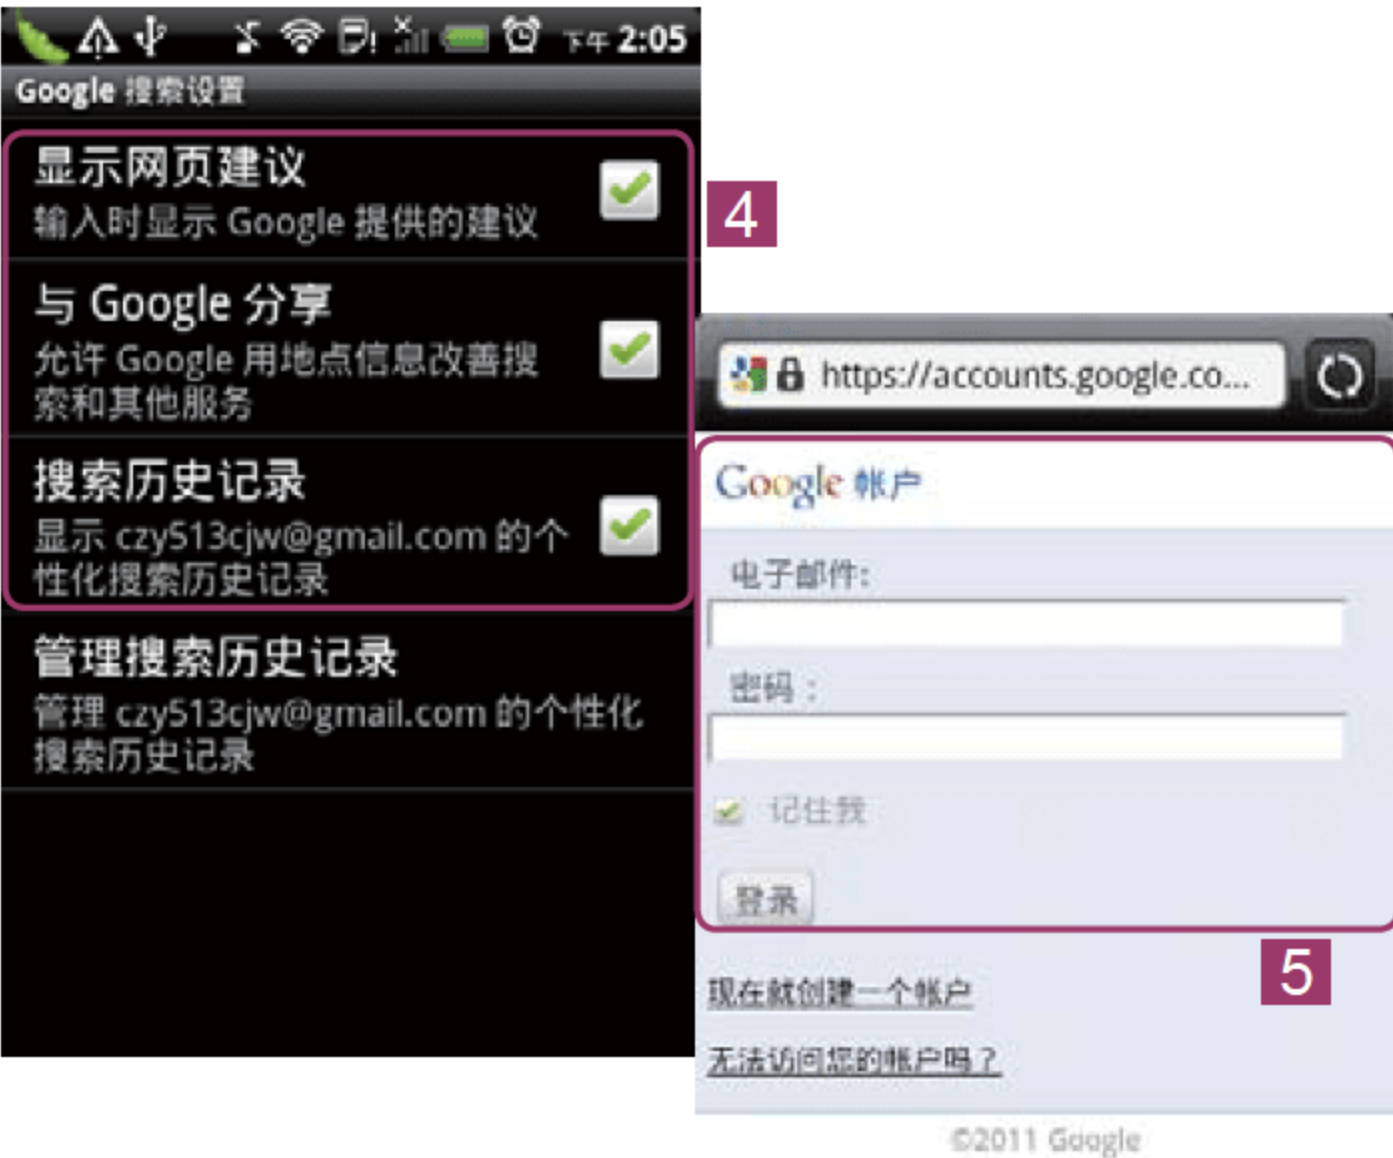 下午 2:05
Google 搜索设置
显示网页建议
输入时显示 Google 提供的建议
与 Google 分享
允许 Google 用地点信息改善搜
索和其他服务
搜索历史记录
显示 czy513cjw@gmail.com 的个
性化搜索历史记录
管理搜索历史记录
管理 czy513cjw@gmail.com 的个性化
搜索历史记录
4
https://accounts.google.co...
Google 帐户
电子邮件:
密码：
记住我
登录
5
现在就创建一个帐户
无法访问您的帐户吗？
©2011 Google